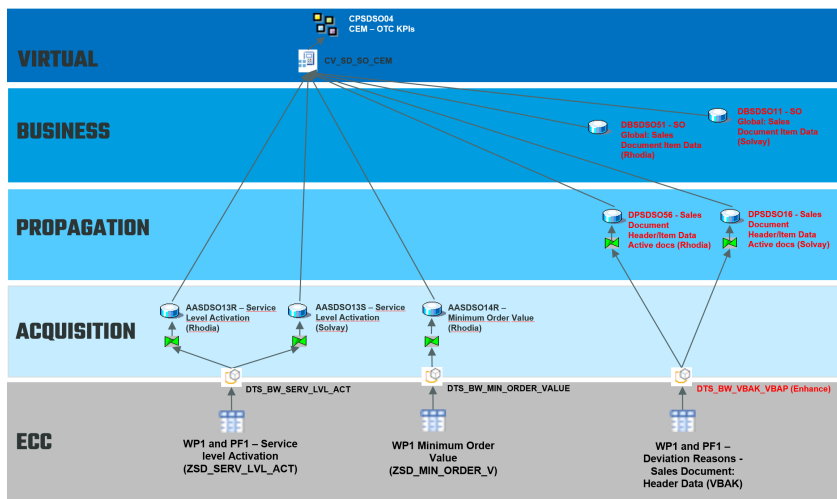 CPSDSO04
CEM – OTC KPIs
VIRTUAL
CV_SD_SO_CEM
BUSINESS
DBSDSO51 - SO
Global: Sales
Document Item Data
(Rhodia)
DBSDSO11 - SO
Global: Sales
Document Item Data
(Solvay)
PROPAGATION
DPSDSO56 - Sales
Document
Header/Item Data
Active docs (Rhodia)
DPSDSO16 - Sales
Document
Header/Item Data
Active docs (Solvay)
ACQUISITION
AASDSO13R – Service
Level Activation
(Rhodia)
AASDSO13S – Service
Level Activation
(Solvay)
AASDSO14R –
Minimum Order Value
(Rhodia)
DTS_BW_SERV_LVL_ACT
DTS_BW_MIN_ORDER_VALUE
DTS_BW_VBAK_VBAP (Enhance)
ECC
WP1 and PF1 – Service
level Activation
(ZSD_SERV_LVL_ACT)
WP1 Minimum Order
Value
(ZSD_MIN_ORDER_V)
WP1 and PF1 –
Deviation Reasons -
Sales Document:
Header Data (VBAK)